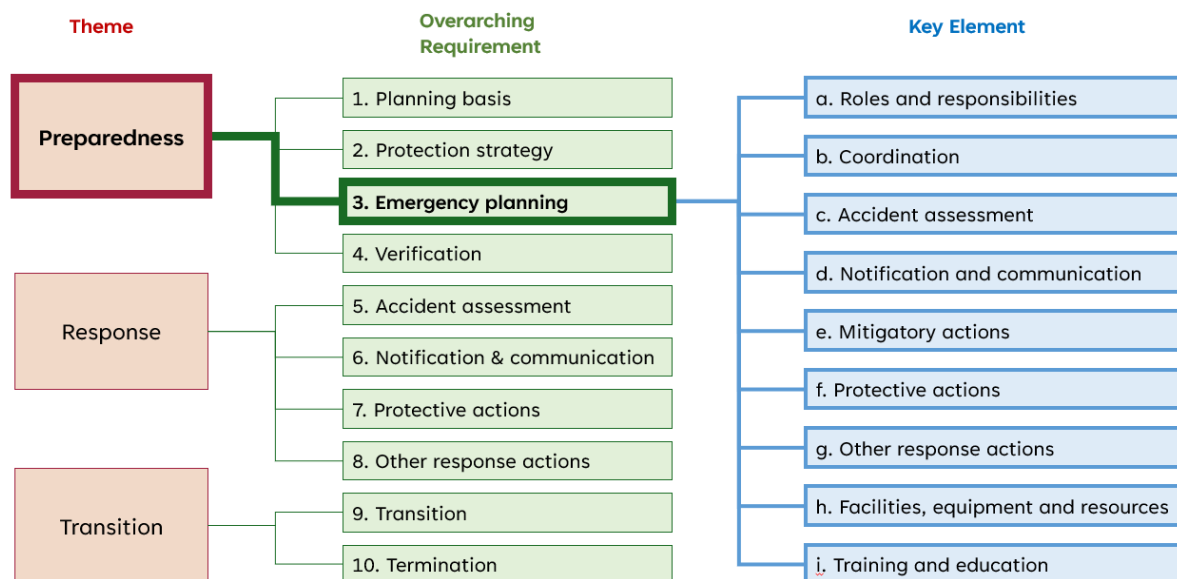 Theme
Overarching
Requirement
Key Element
Preparedness
Response
Transition
1. Planning basis
2. Protection strategy
3. Emergency planning
4. Verification
5. Accident assessment
6. Notification & communication
7. Protective actions
8. Other response actions
9. Transition
10. Termination
a. Roles and responsibilities
b. Coordination
c. Accident assessment
d. Notification and communication
e. Mitigatory actions
f. Protective actions
g. Other response actions
h. Facilities, equipment and resources
i. Training and education